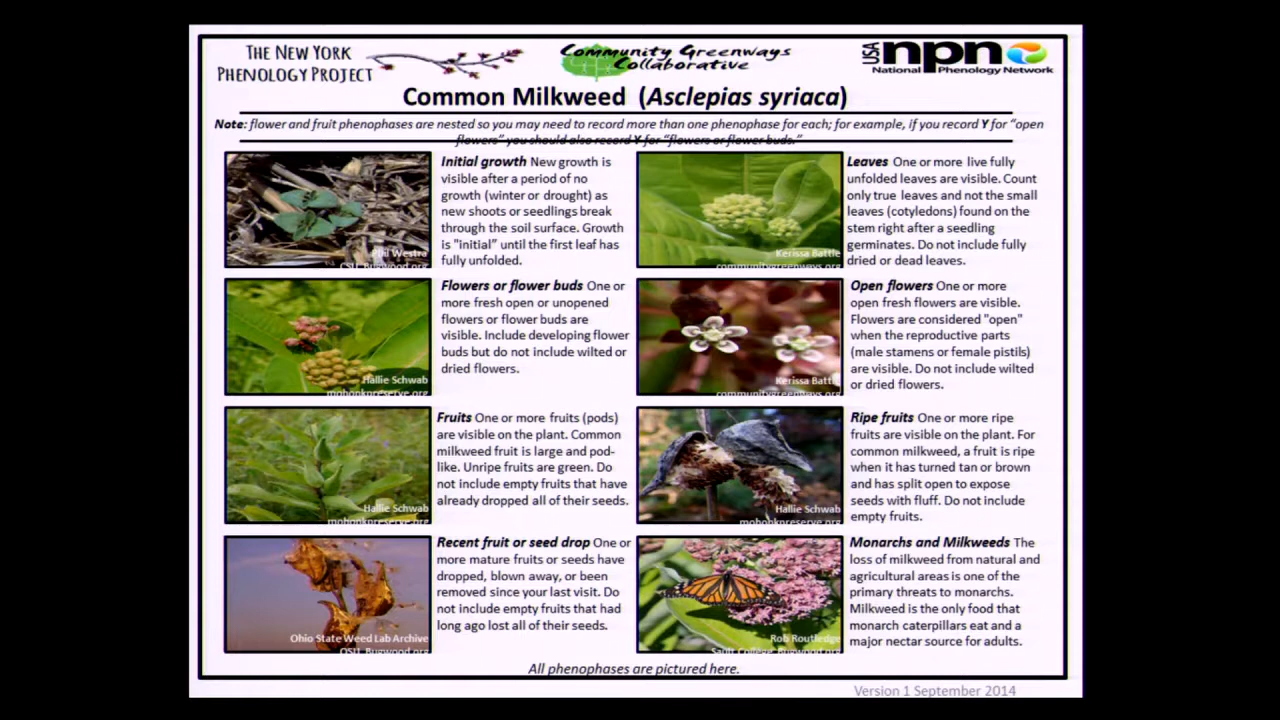 THE NEW YORK
PHENOLOGY PROJECT
Community Greenways
Collaborative
USA npn
National Phenology Network
Common Milkweed (Asclepias syriaca)
Note: flower and fruit phenophases are nested so you may need to record more than one phenophase for each; for example, if you record Y for "open
flowers" you should also record Y for "flowers or flower buds."
Initial growth New growth is
visible after a period of no
growth (winter or drought) as
new shoots or seedlings break
through the soil surface. Growth
is "initial" until the first leaf has
fully unfolded.
Phil Westra
CSU, Bugwood.org
Leaves One or more live fully
unfolded leaves are visible. Count
only true leaves and not the small
leaves (cotyledons) found on the
stem right after a seedling
germinates. Do not include fully
dried or dead leaves.
Kerissa Battle
communitygreenways.org
Flowers or flower buds One or
more fresh open or unopened
flowers or flower buds are
visible. Include developing flower
buds but do not include wilted or
dried flowers.
Hallie Schwab
mohonkpreserve.org
Open flowers One or more
open fresh flowers are visible.
Flowers are considered "open"
when the reproductive parts
(male stamens or female pistils)
are visible. Do not include wilted
or dried flowers.
Kerissa Battle
communitygreenways.org
Fruits One or more fruits (pods)
are visible on the plant. Common
milkweed fruit is large and pod-
like. Unripe fruits are green. Do
not include empty fruits that have
already dropped all of their seeds.
Hallie Schwab
mohonkpreserve.org
Ripe fruits One or more ripe
fruits are visible on the plant. For
common milkweed, a fruit is ripe
when it has turned tan or brown
and has split open to expose
seeds with fluff. Do not include
empty fruits.
Hallie Schwab
mohonkpreserve.org
Recent fruit or seed drop One or
more mature fruits or seeds have
dropped, blown away, or been
removed since your last visit. Do
not include empty fruits that had
long ago lost all of their seeds.
Ohio State Weed Lab Archive
OSU, Bugwood.org
Monarchs and Milkweeds The
loss of milkweed from natural and
agricultural areas is one of the
primary threats to monarchs.
Milkweed is the only food that
monarch caterpillars eat and a
major nectar source for adults.
Rob Routledge
Sault College, Bugwood.org
All phenophases are pictured here.
Version 1 September 2014